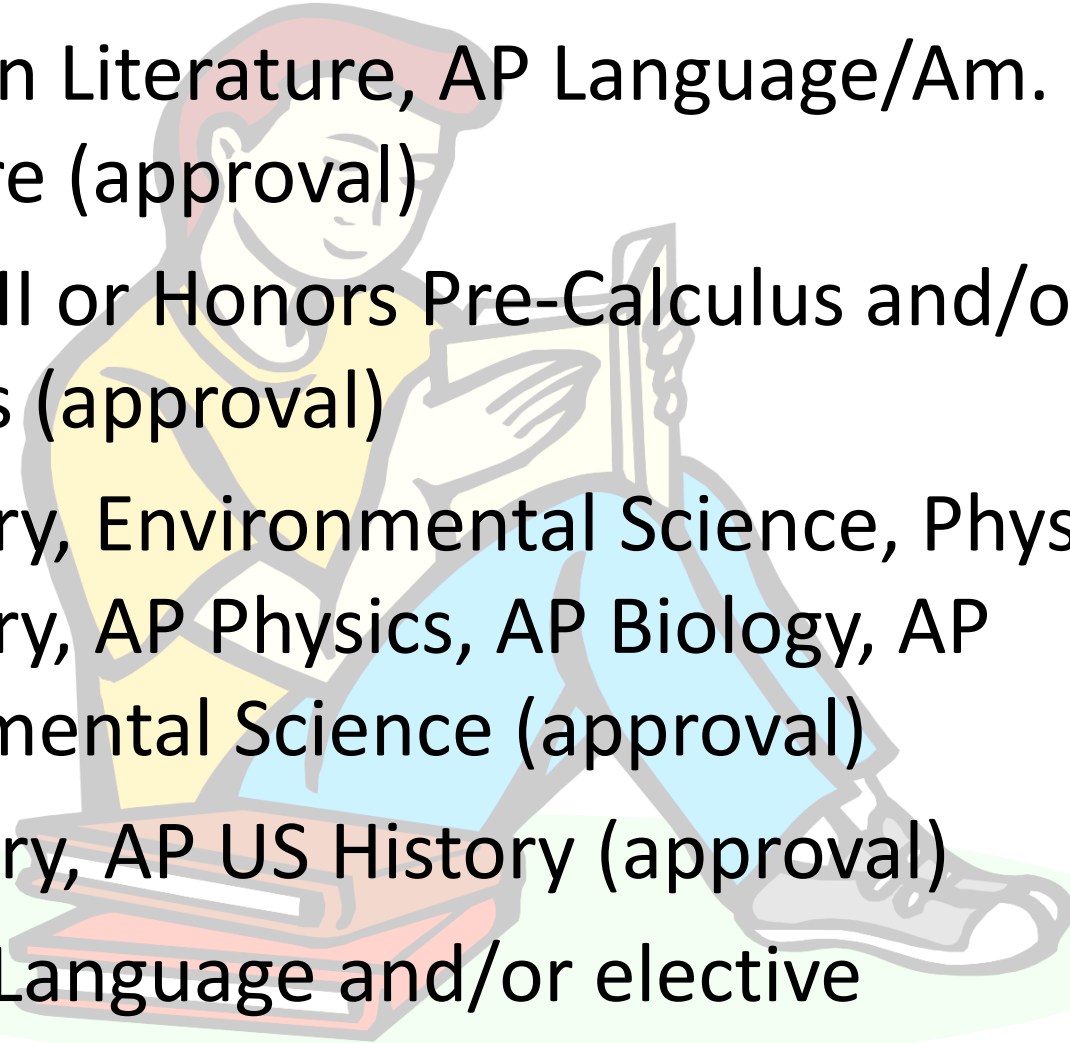 n Literature, AP Language/Am.
re (approval)
II or Honors Pre-Calculus and/o
s (approval)
ry, Environmental Science, Phys
ry, AP Physics, AP Biology, AP
mental Science (approval)
ry, AP US History (approval)
Language and/or elective